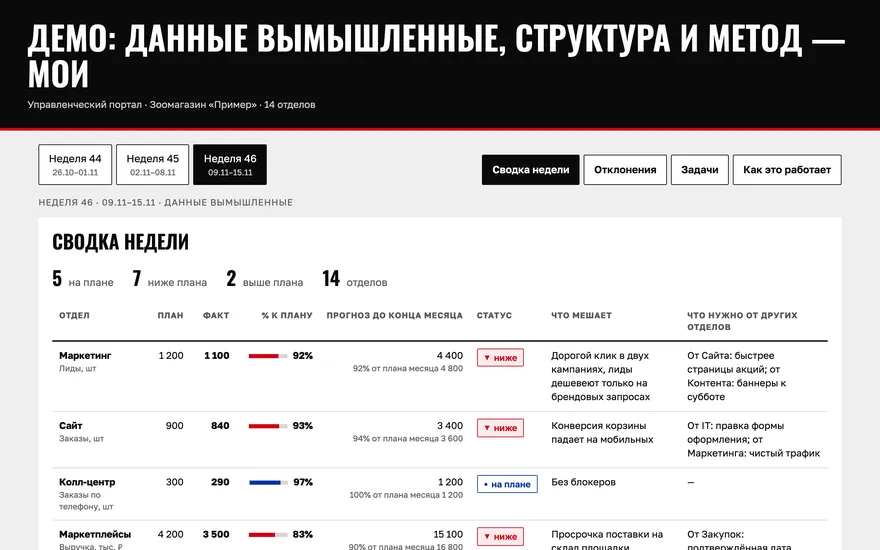 ДЕМО: ДАННЫЕ ВЫМЫШЛЕННЫЕ, СТРУКТУРА И МЕТОД —
МОИ
Управленческий портал · Зоомагазин «Пример» · 14 отделов
Неделя 44
26.10–01.11
Неделя 45
02.11–08.11
Неделя 46
09.11–15.11
Сводка недели
Отклонения
Задачи
Как это работает
НЕДЕЛЯ 46 · 09.11–15.11 · ДАННЫЕ ВЫМЫШЛЕННЫЕ
СВОДКА НЕДЕЛИ
5 на плане 7 ниже плана 2 выше плана 14 отделов
ОТДЕЛ ПЛАН ФАКТ % К ПЛАНУ ПРОГНОЗ ДО КОНЦА МЕСЯЦА СТАТУС ЧТО МЕШАЕТ ЧТО НУЖНО ОТ ДРУГИХ
ОТДЕЛОВ
Маркетинг 1 200 1 100 92% 4 400 ▼ ниже Дорогой клик в двух От Сайта: быстрее
Лиды, шт 92% от плана месяца 4 800 кампаниях, лиды страницы акций; от
дешевеют только на Контента: баннеры к
брендовых запросах субботе
Сайт 900 840 93% 3 400 ▼ ниже Конверсия корзины От IT: правка формы
Заказы, шт 94% от плана месяца 3 600 падает на мобильных оформления; от
Маркетинга: чистый трафик
Колл-центр 300 290 97% 1 200 • на плане Без блокеров —
Заказы по 100% от плана месяца 1 200
телефону, шт
Маркетплейсы 4 200 3 500 83% 15 100 ▼ ниже Просрочка поставки на От Закупок:
Выручка, тыс. ₽ 90% от плана месяца 16 800 склад площадки, подтверждённая дата